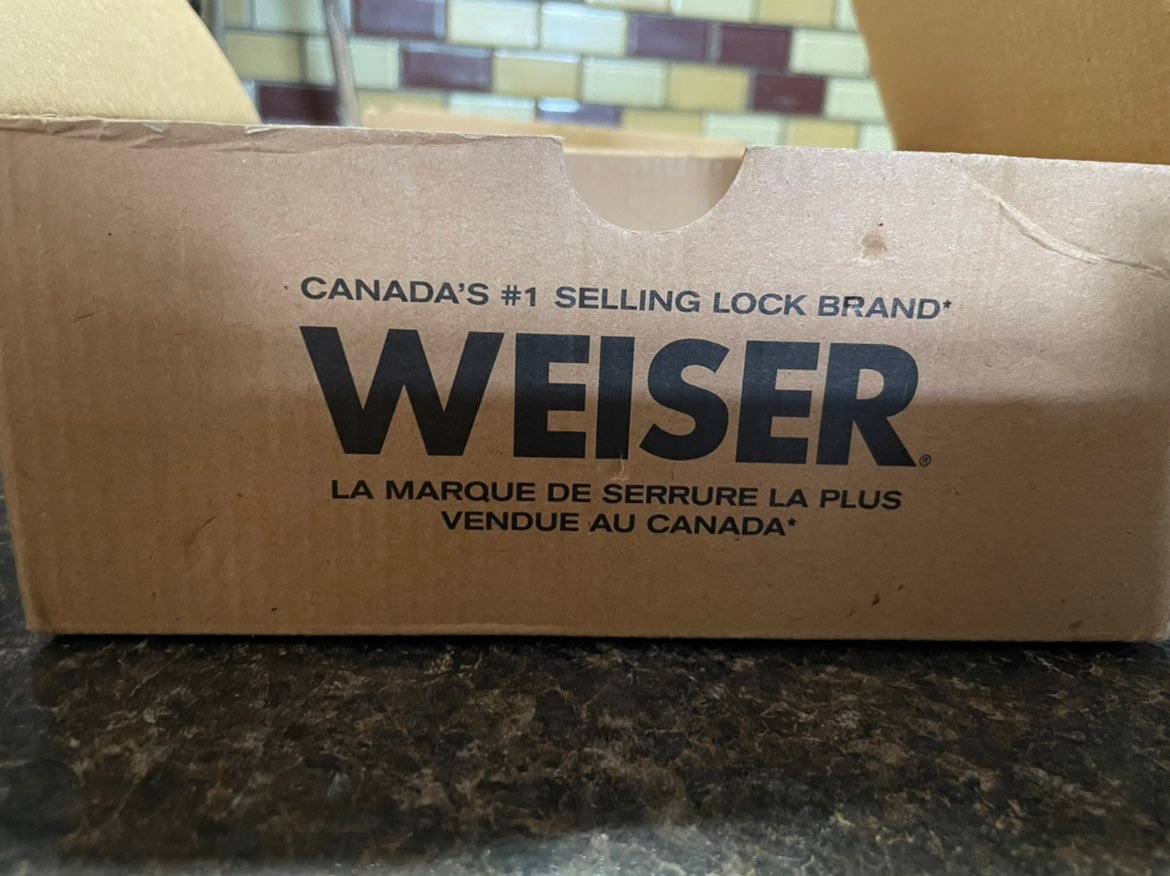 CANADA'S #1 SELLING LOCK BRAND*
WEISER®
LA MARQUE DE SERRURE LA PLUS
VENDUE AU CANADA*